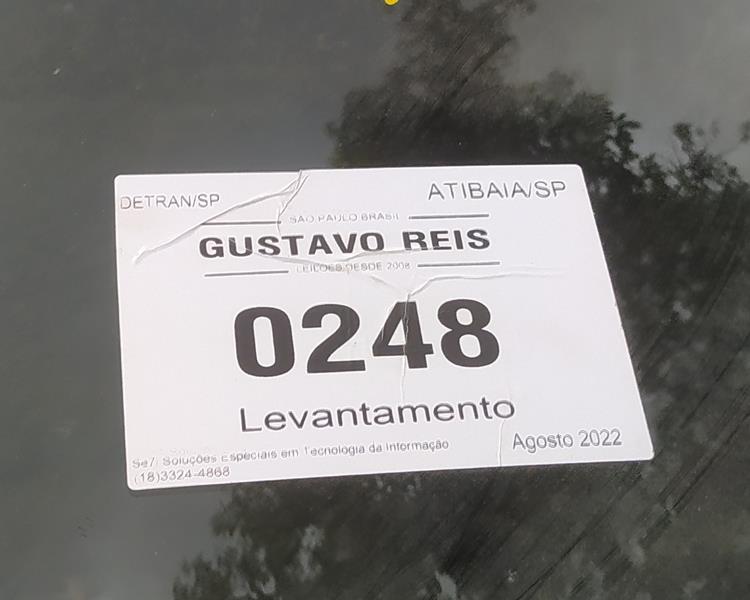 DETRAN/SP
ATIBAIA/SP
SÃO PAULO BRASIL
GUSTAVO REIS
LEILÕES DESDE 2008
0248
Levantamento
Se7 Soluções Especiais em Tecnologia da Informação
(18)3324-4868
Agosto 2022